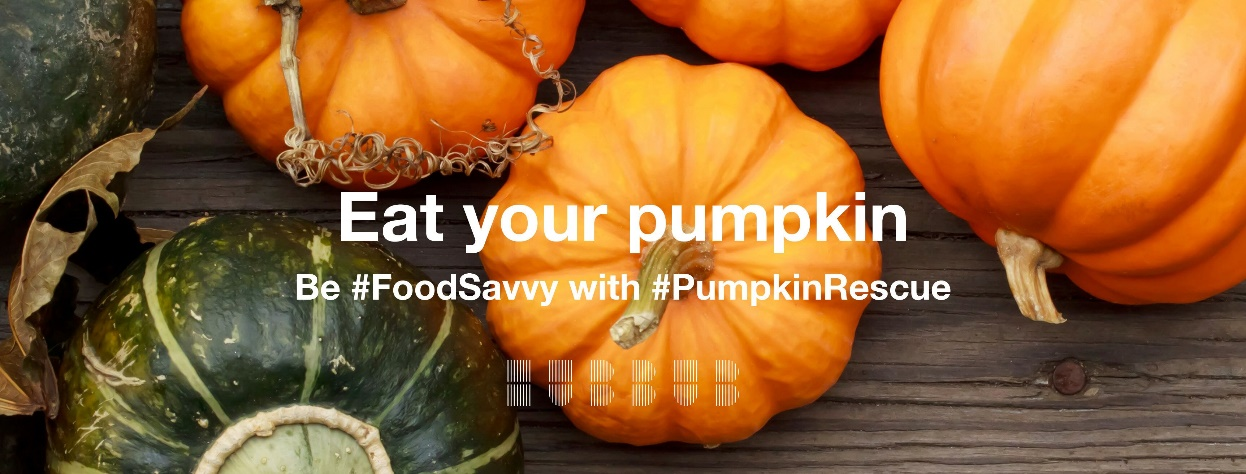 Eat your pumpkin
Be #FoodSavvy with #PumpkinRescue
HUBBUB